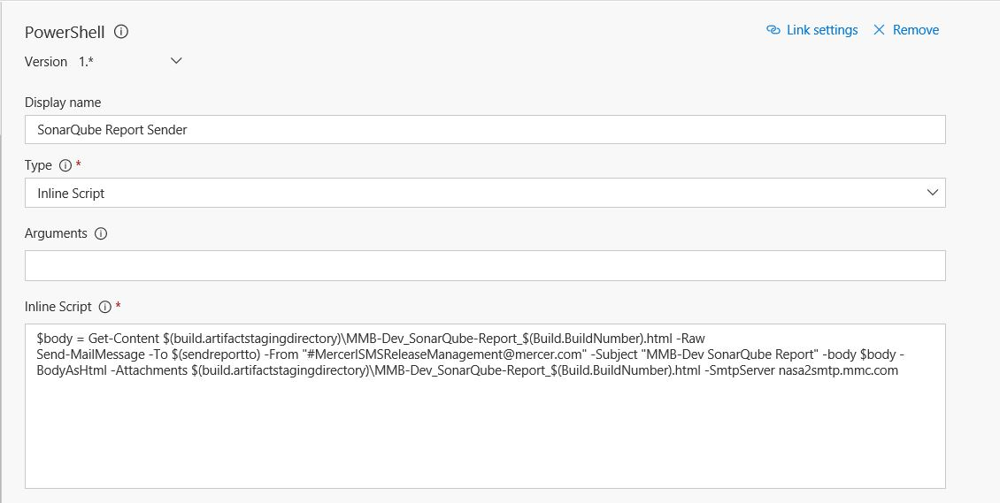 PowerShell
Link settings
Remove
Version 1.*
Display name
SonarQube Report Sender
Type *
Inline Script
Arguments
Inline Script *
$body = Get-Content $(build.artifactstagingdirectory)\MMB-Dev_SonarQube-Report_$(Build.BuildNumber).html -Raw
Send-MailMessage -To $(sendreportto) -From "#MercerISMSReleaseManagement@mercer.com" -Subject "MMB-Dev SonarQube Report" -body $body -
BodyAsHtml -Attachments $(build.artifactstagingdirectory)\MMB-Dev_SonarQube-Report_$(Build.BuildNumber).html -SmtpServer nasa2smtp.mmc.com